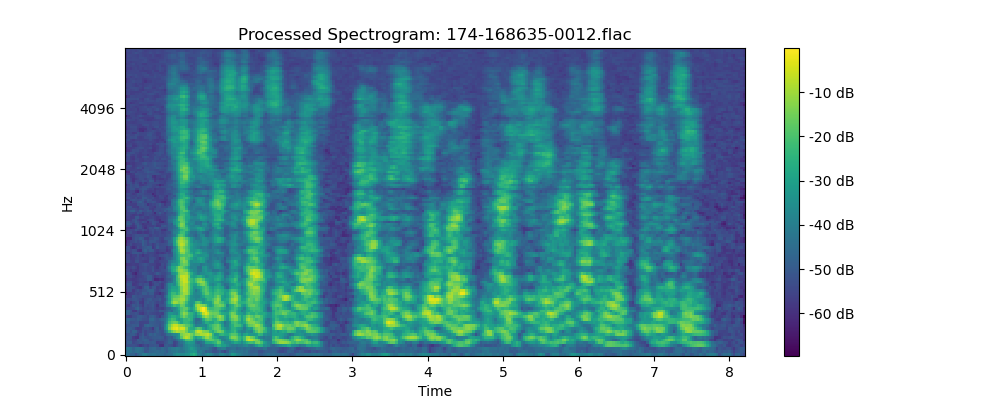 Processed Spectrogram: 174-168635-0012.flac
Hz
4096
2048
1024
512
0
0 1 2 3 4 5 6 7 8
Time
-10 dB
-20 dB
-30 dB
-40 dB
-50 dB
-60 dB